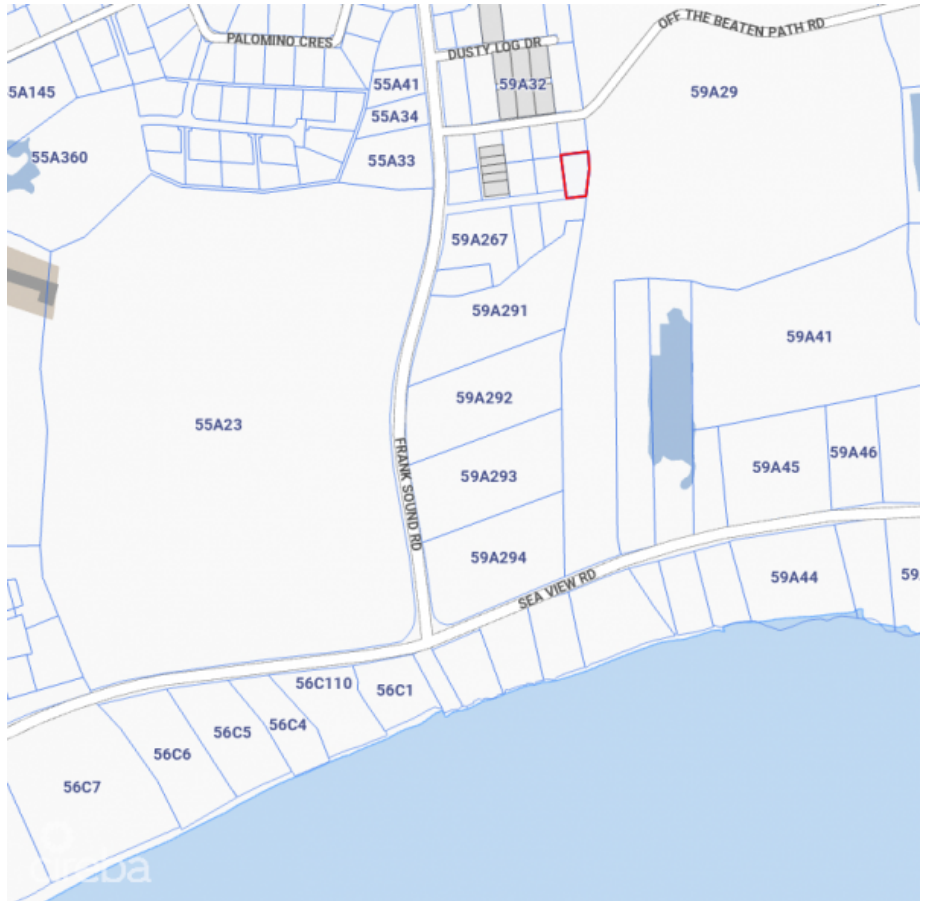 OFF THE BEATEN PATH RD
PALOMINO CRES
DUSTY LOG DR
55A41
59A32
59A29
5A145
55A34
55A360
55A33
59A267
59A291
59A41
59A292
55A23
59A46
59A45
59A293
FRANK SOUND RD
59A294
59A44
59
SEA VIEW RD
56C110
56C1
56C4
56C5
56C6
56C7
cireba